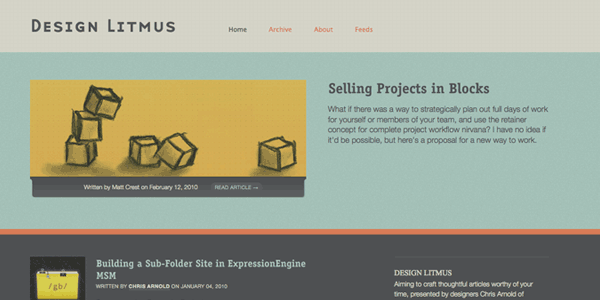 Design Litmus
Home Archive About Feeds
Selling Projects in Blocks
What if there was a way to strategically plan out full days of work
for yourself or members of your team, and use the retainer
concept for complete project workflow nirvana? I have no idea if
it'd be possible, but here's a proposal for a new way to work.
Written by Matt Crest on February 12, 2010 READ ARTICLE →
Building a Sub-Folder Site in ExpressionEngine
MSM
WRITTEN BY CHRIS ARNOLD ON JANUARY 04, 2010
/gb/
DESIGN LITMUS
Aiming to craft thoughtful articles worthy of your
time, presented by designers Chris Arnold of